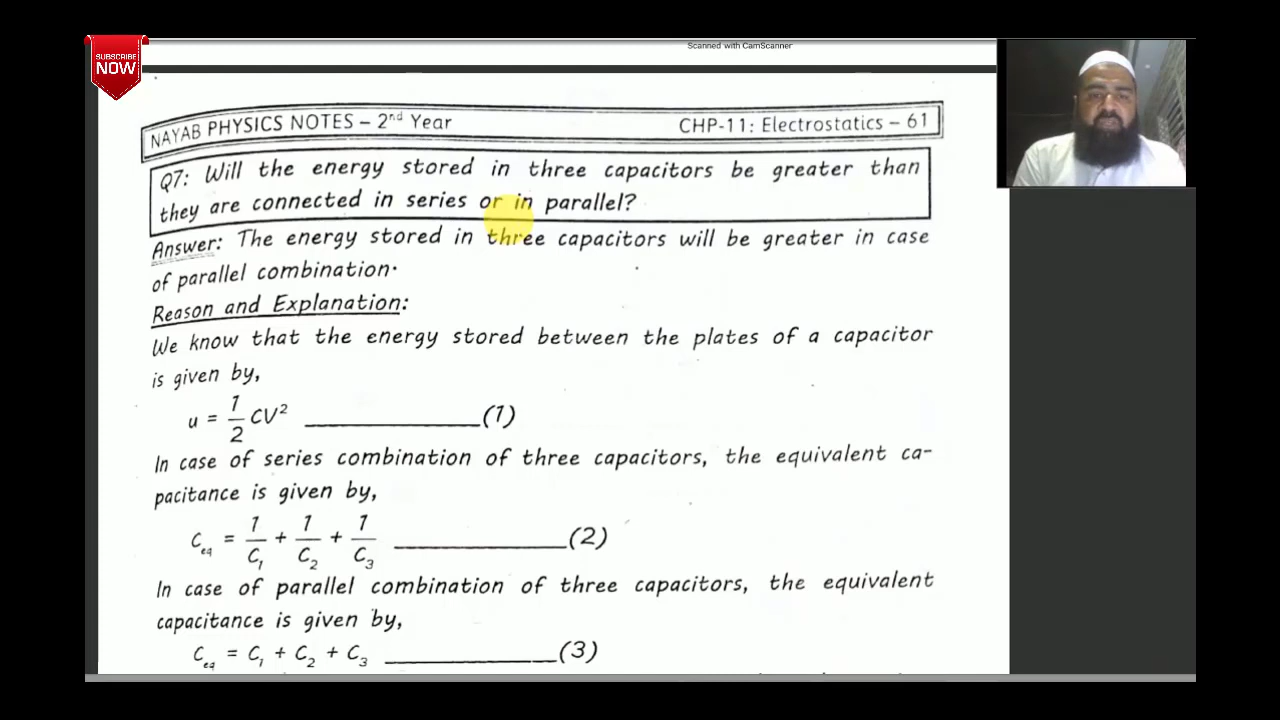 SUBSCRIBE
NOW
Scanned with CamScanner
NAYAB PHYSICS NOTES – 2nd Year CHP-11: Electrostatics – 61
Q7: Will the energy stored in three capacitors be greater than
they are connected in series or in parallel?
Answer: The energy stored in three capacitors will be greater in case
of parallel combination.
Reason and Explanation:
We know that the energy stored between the plates of a capacitor
is given by,
u = 1/2 CV² ____________(1)
In case of series combination of three capacitors, the equivalent ca-
pacitance is given by,
C_eq = 1/C₁ + 1/C₂ + 1/C₃ ____________(2)
In case of parallel combination of three capacitors, the equivalent
capacitance is given by,
C_eq = C₁ + C₂ + C₃ ____________(3)